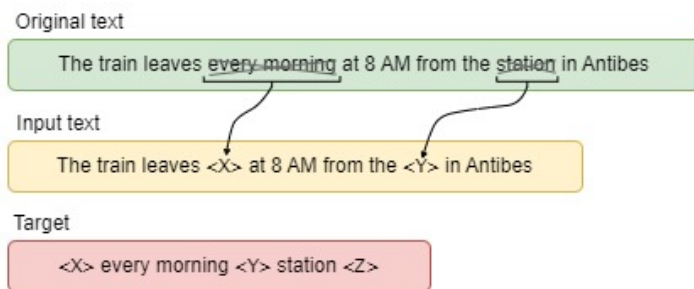 Original text
The train leaves every morning at 8 AM from the station in Antibes
Input text
The train leaves <X> at 8 AM from the <Y> in Antibes
Target
<X> every morning <Y> station <Z>